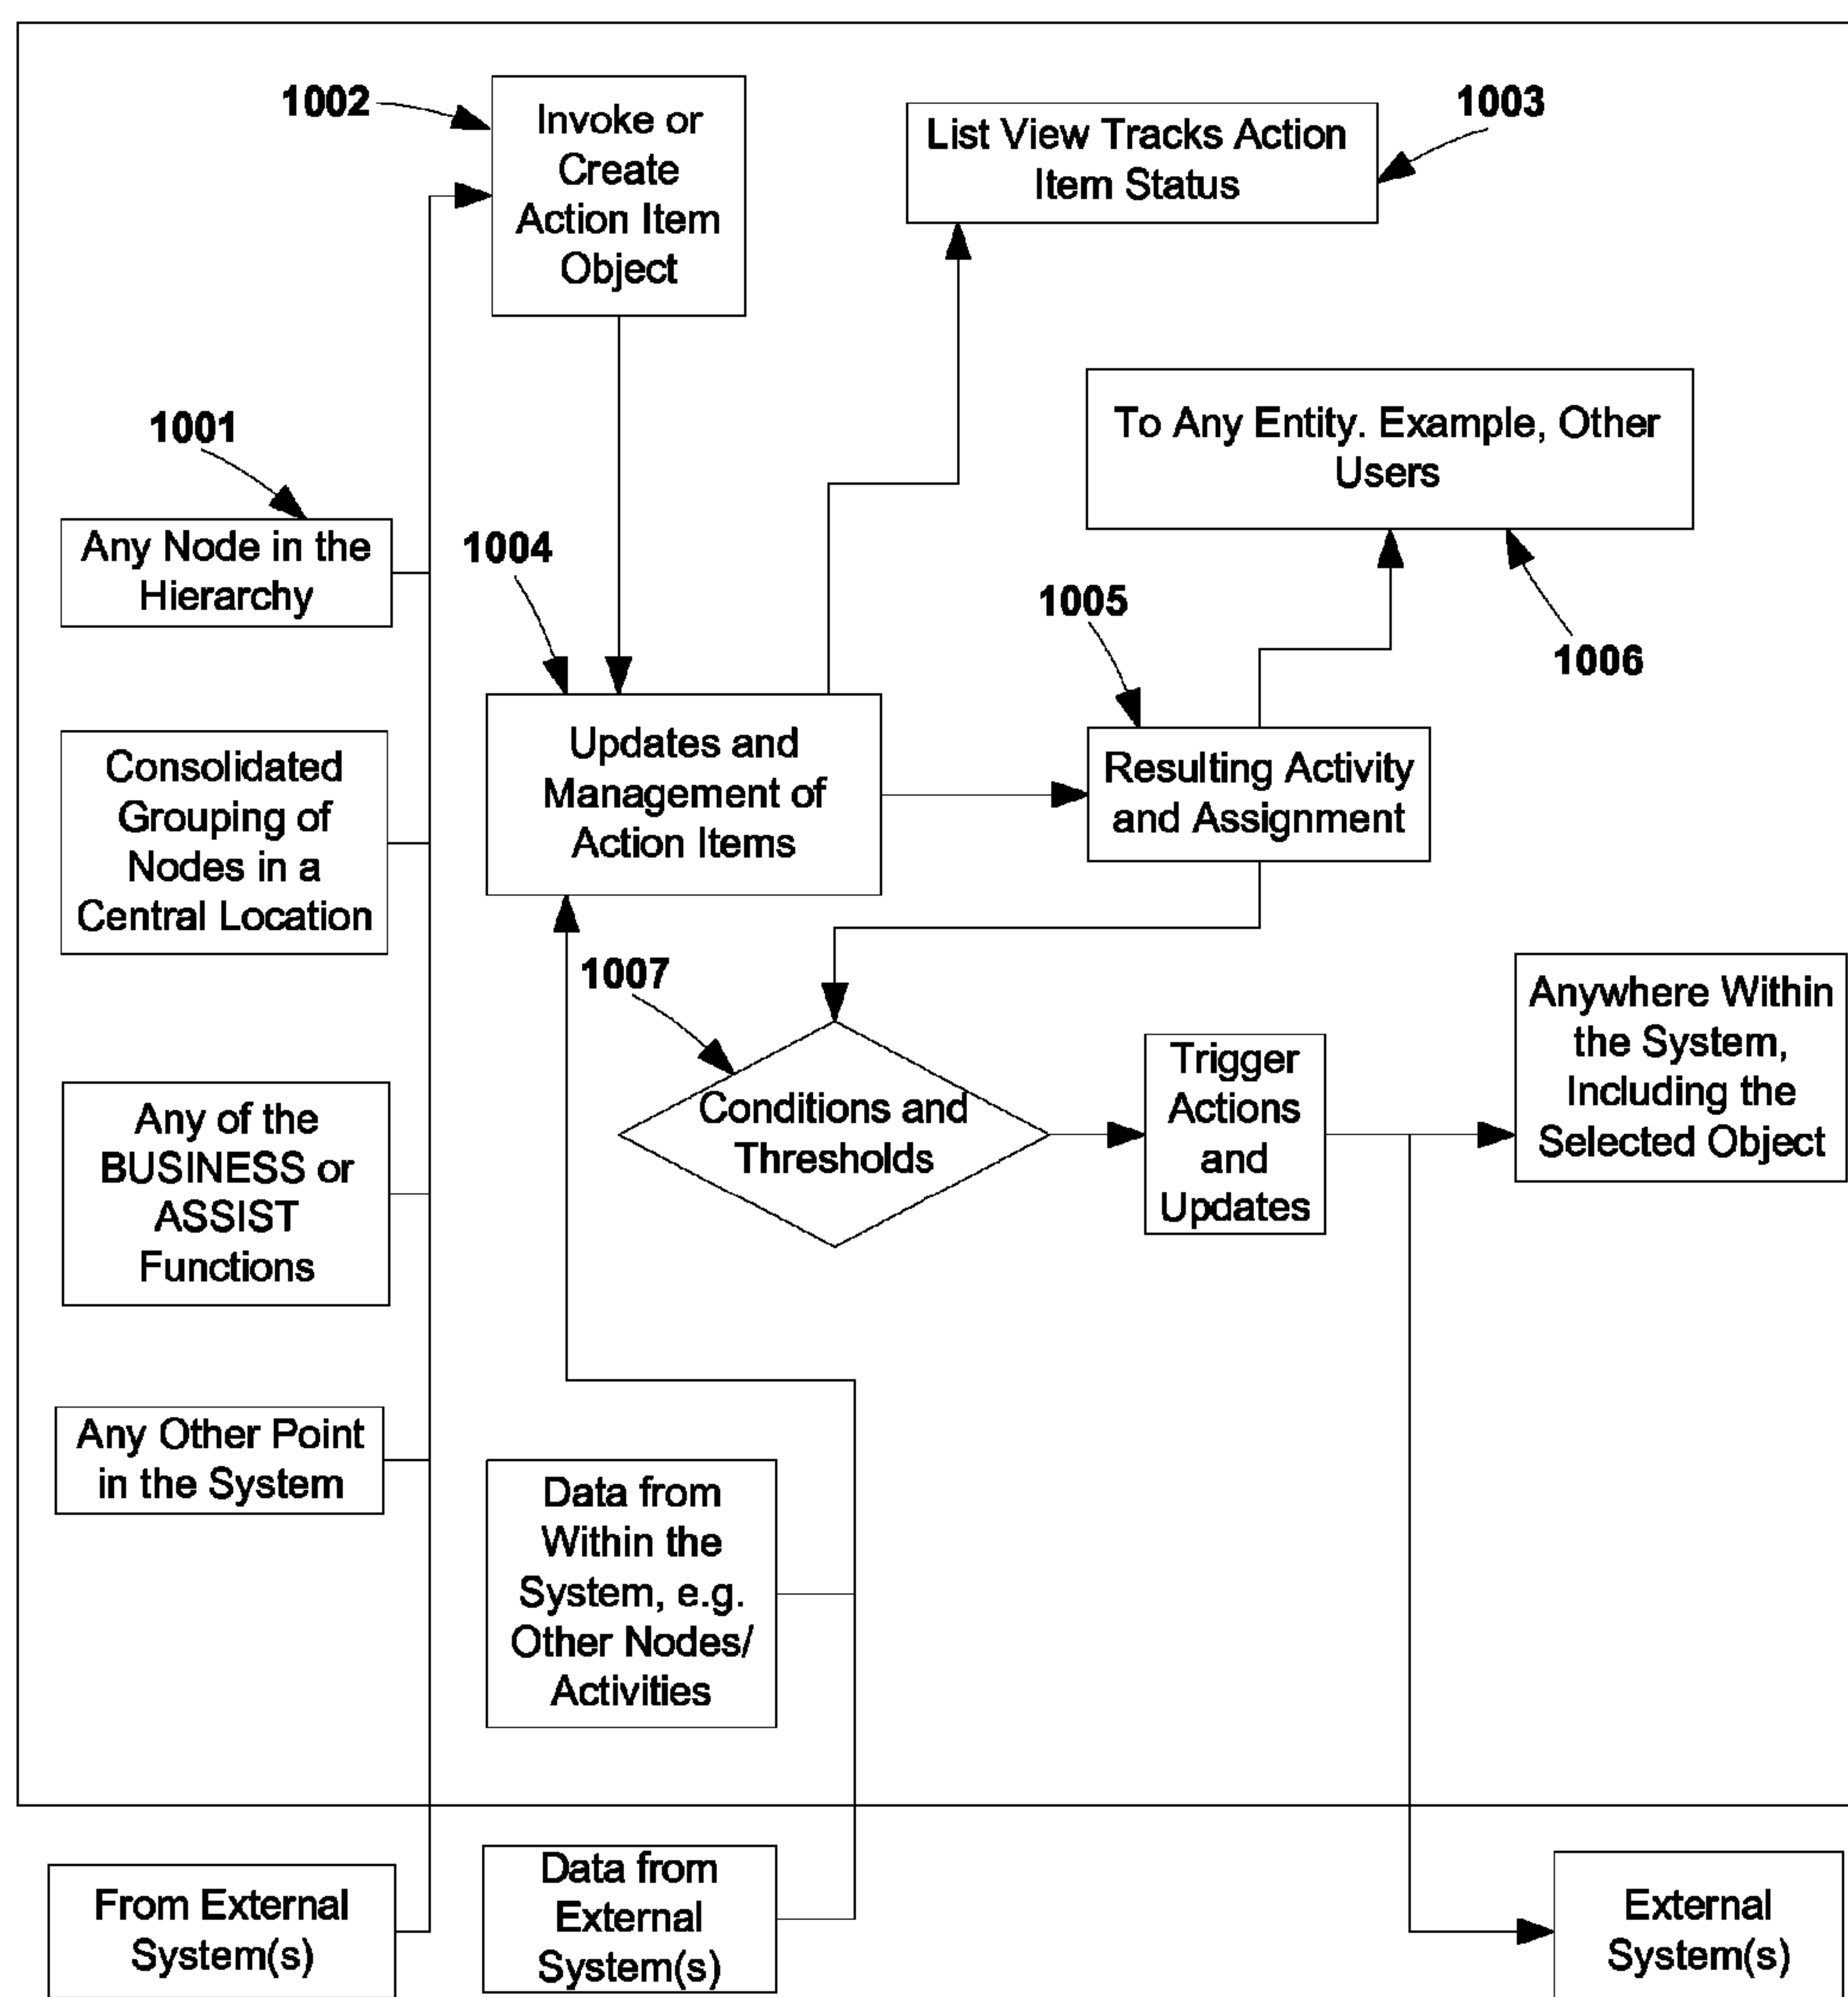 1002
Invoke or
Create
Action Item
Object
List View Tracks Action
Item Status
1003
1001
Any Node in the
Hierarchy
To Any Entity. Example, Other
Users
1004
1005
1006
Consolidated
Grouping of
Nodes in a
Central Location
Updates and
Management of
Action Items
Resulting Activity
and Assignment
1007
Conditions and
Thresholds
Trigger
Actions
and
Updates
Anywhere Within
the System,
Including the
Selected Object
Any of the
BUSINESS or
ASSIST
Functions
Any Other Point
in the System
Data from
Within the
System, e.g.
Other Nodes/
Activities
From External
System(s)
Data from
External
System(s)
External
System(s)